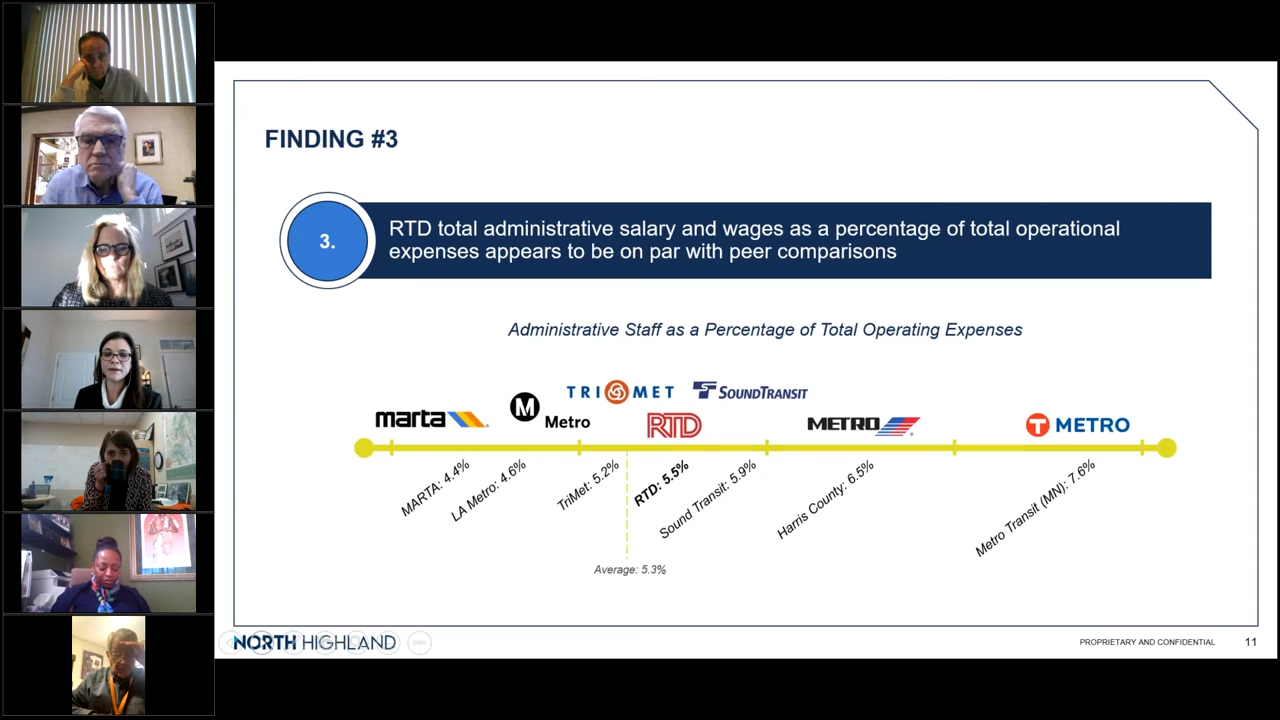 FINDING #3
3.
RTD total administrative salary and wages as a percentage of total operational
expenses appears to be on par with peer comparisons
Administrative Staff as a Percentage of Total Operating Expenses
TRI MET
SOUNDTRANSIT
marta
M
Metro
RTD
METRO
T METRO
MARTA: 4.4%
LA Metro: 4.6%
TriMet: 5.2%
RTD: 5.5%
Sound Transit: 5.9%
Harris County: 6.5%
Metro Transit (MN): 7.6%
Average: 5.3%
NORTH HIGHLAND
PROPRIETARY AND CONFIDENTIAL
11